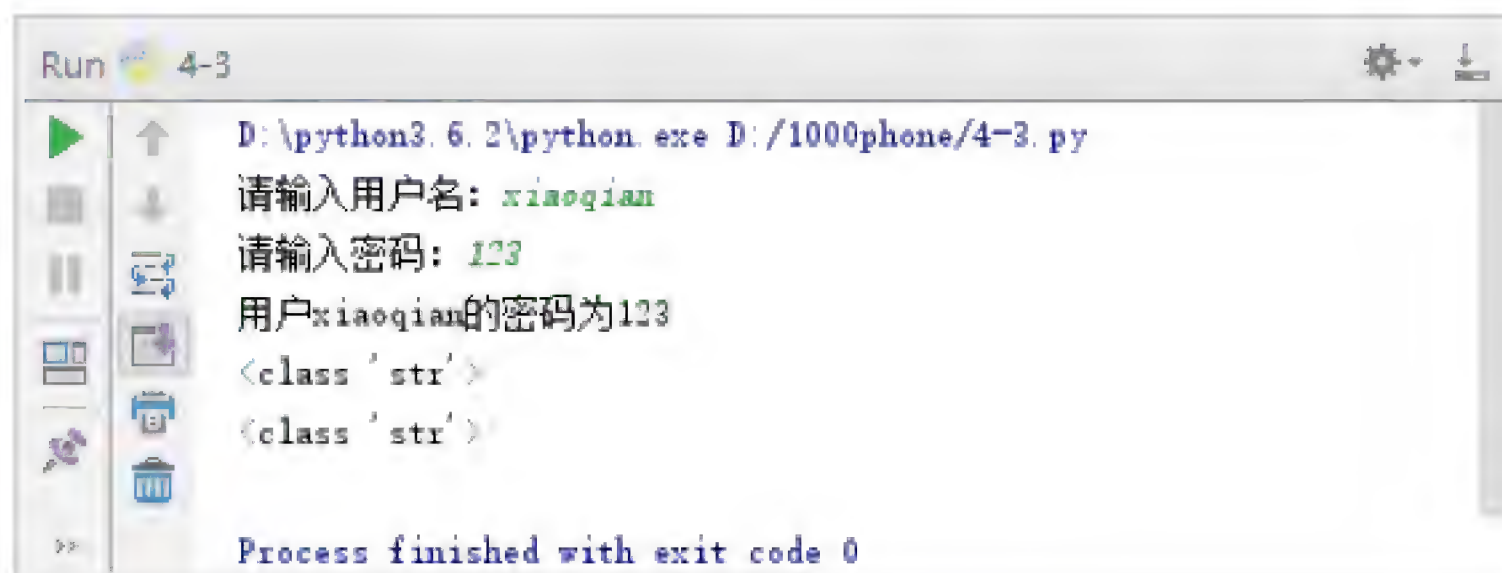 Run 4-3
D:\python3.6.2\python.exe D:/1000phone/4-3.py
请输入用户名：xiaoqian
请输入密码：123
用户xiaoqian的密码为123
<class 'str'>
<class 'str'>
Process finished with exit code 0